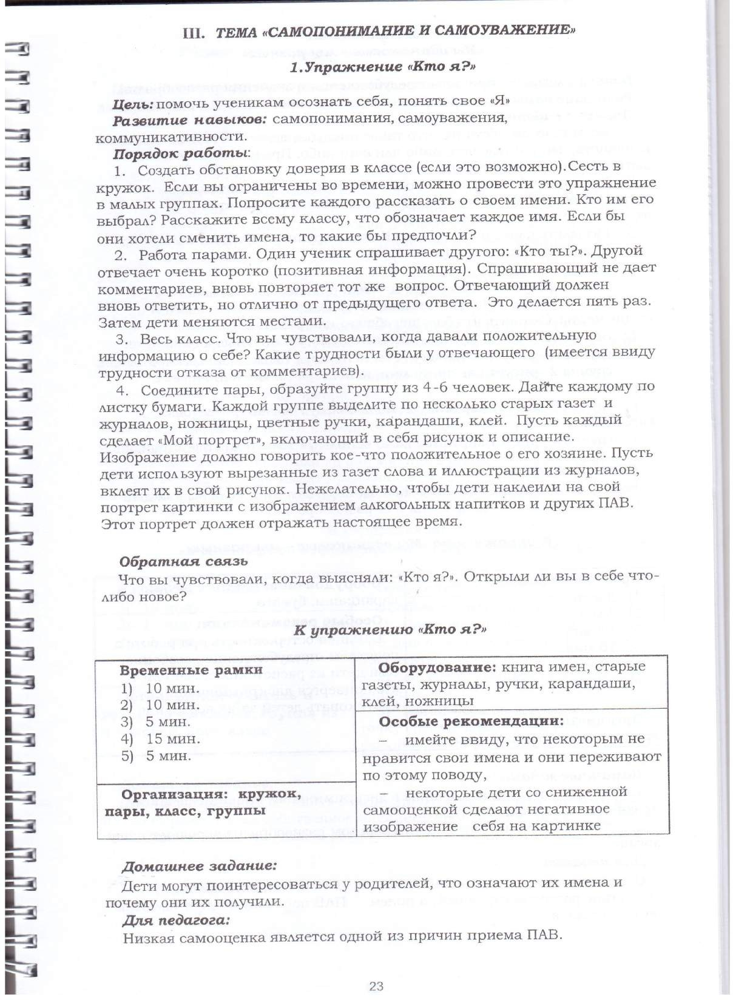 III. ТЕМА «САМОПОНИМАНИЕ И САМОУВАЖЕНИЕ»
1.Упражнение «Кто я?»
Цель: помочь ученикам осознать себя, понять свое «Я»
Развитие навыков: самопонимания, самоуважения,
коммуникативности.
Порядок работы:
1. Создать обстановку доверия в классе (если это возможно).Сесть в
кружок. Если вы ограничены во времени, можно провести это упражнение
в малых группах. Попросите каждого рассказать о своем имени. Кто им его
выбрал? Расскажите всему классу, что обозначает каждое имя. Если бы
они хотели сменить имена, то какие бы предпочли?
2. Работа парами. Один ученик спрашивает другого: «Кто ты?». Другой
отвечает очень коротко (позитивная информация). Спрашивающий не дает
комментариев, вновь повторяет тот же вопрос. Отвечающий должен
вновь ответить, но отлично от предыдущего ответа. Это делается пять раз.
Затем дети меняются местами.
3. Весь класс. Что вы чувствовали, когда давали положительную
информацию о себе? Какие трудности были у отвечающего (имеется ввиду
трудности отказа от комментариев).
4. Соедините пары, образуйте группу из 4-6 человек. Дайте каждому по
листку бумаги. Каждой группе выделите по несколько старых газет и
журналов, ножницы, цветные ручки, карандаши, клей. Пусть каждый
сделает «Мой портрет», включающий в себя рисунок и описание.
Изображение должно говорить кое-что положительное о его хозяине. Пусть
дети используют вырезанные из газет слова и иллюстрации из журналов,
вклеят их в свой рисунок. Нежелательно, чтобы дети наклеили на свой
портрет картинки с изображением алкогольных напитков и других ПАВ.
Этот портрет должен отражать настоящее время.
Обратная связь
Что вы чувствовали, когда выясняли: «Кто я?». Открыли ли вы в себе что-
либо новое?
К упражнению «Кто я?»
Временные рамки
1) 10 мин.
2) 10 мин.
3) 5 мин.
4) 15 мин.
5) 5 мин.
Организация: кружок,
пары, класс, группы
Оборудование: книга имен, старые
газеты, журналы, ручки, карандаши,
клей, ножницы
Особые рекомендации:
– имейте ввиду, что некоторым не
нравится свои имена и они переживают
по этому поводу,
– некоторые дети со сниженной
самооценкой сделают негативное
изображение себя на картинке
Домашнее задание:
Дети могут поинтересоваться у родителей, что означают их имена и
почему они их получили.
Для педагога:
Низкая самооценка является одной из причин приема ПАВ.
23